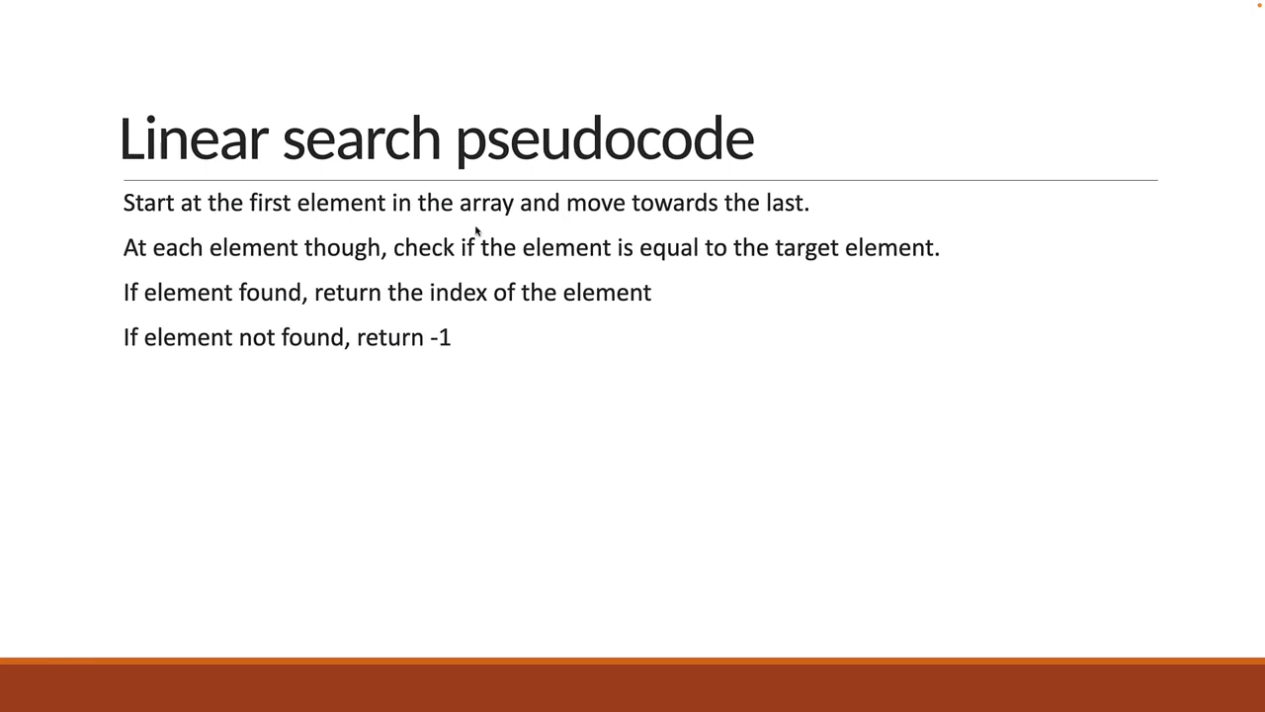 Linear search pseudocode
Start at the first element in the array and move towards the last.
At each element though, check if the element is equal to the target element.
If element found, return the index of the element
If element not found, return -1